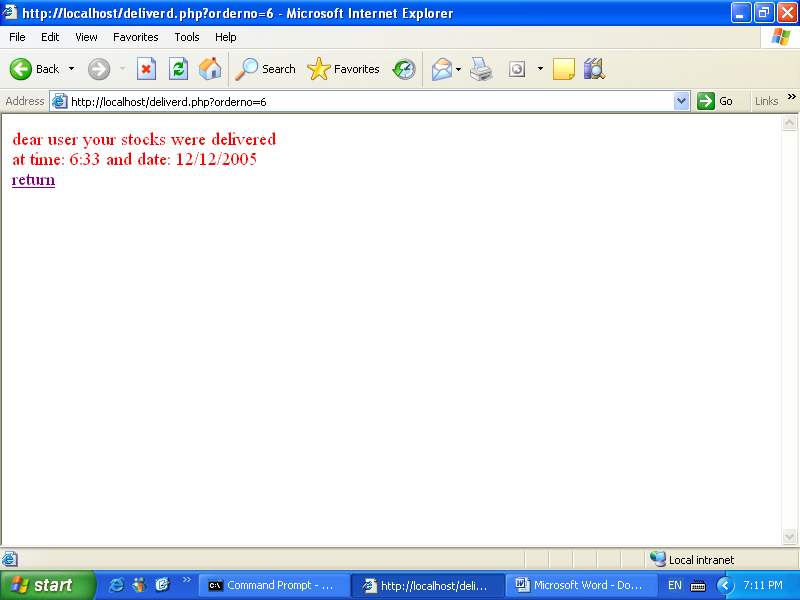 http://localhost/deliverd.php?orderno=6 - Microsoft Internet Explorer
File Edit View Favorites Tools Help
Back Search Favorites
Address http://localhost/deliverd.php?orderno=6 Go Links »
dear user your stocks were delivered
at time: 6:33 and date: 12/12/2005
return
Local intranet
start » Command Prompt - ... http://localhost/deli... Microsoft Word - Do... EN 7:11 PM